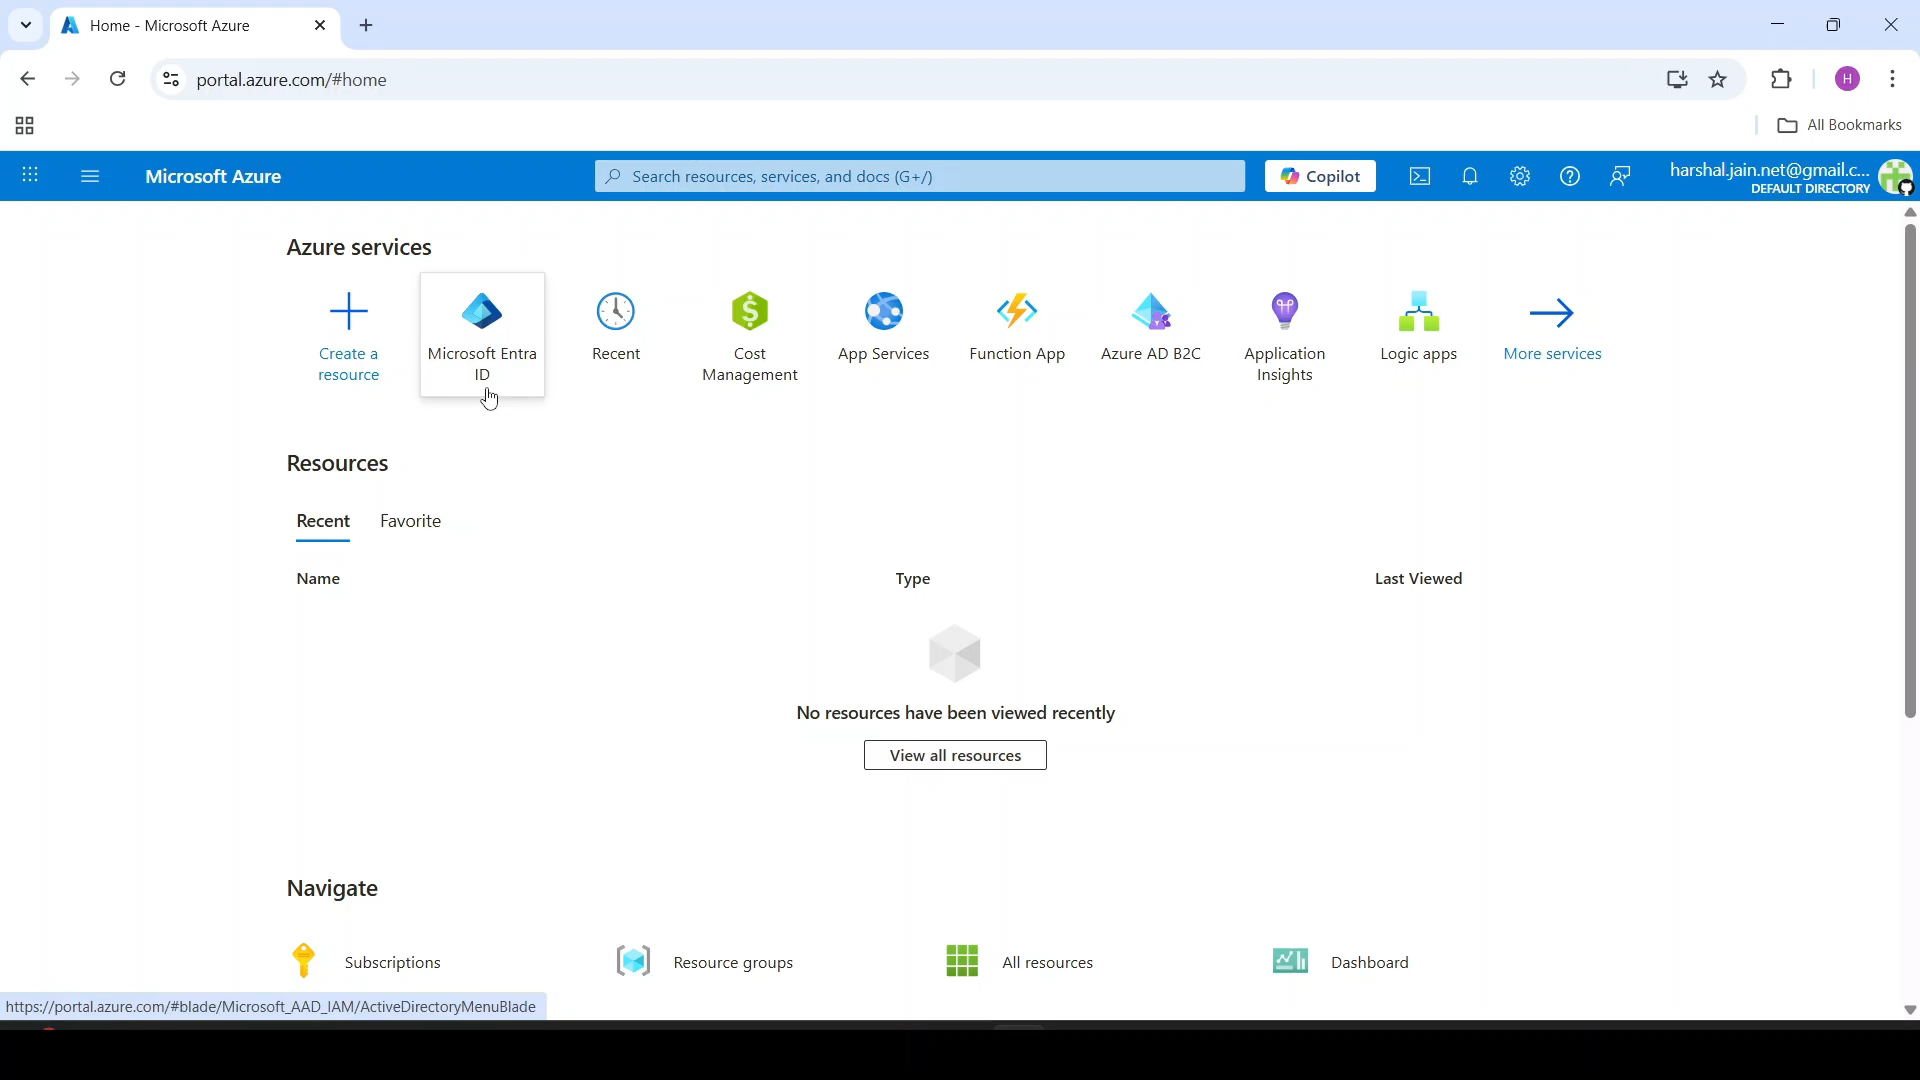 Home - Microsoft Azure
portal.azure.com/#home
All Bookmarks
Microsoft Azure
Search resources, services, and docs (G+/)
Copilot
harshal.jain.net@gmail.c...
DEFAULT DIRECTORY
H
Azure services
Create a
resource
Microsoft Entra
ID
Recent
Cost
Management
App Services
Function App
Azure AD B2C
Application
Insights
Logic apps
More services
Resources
Recent
Favorite
Name
Type
Last Viewed
No resources have been viewed recently
View all resources
Navigate
Subscriptions
Resource groups
All resources
Dashboard
https://portal.azure.com/#blade/Microsoft_AAD_IAM/ActiveDirectoryMenuBlade